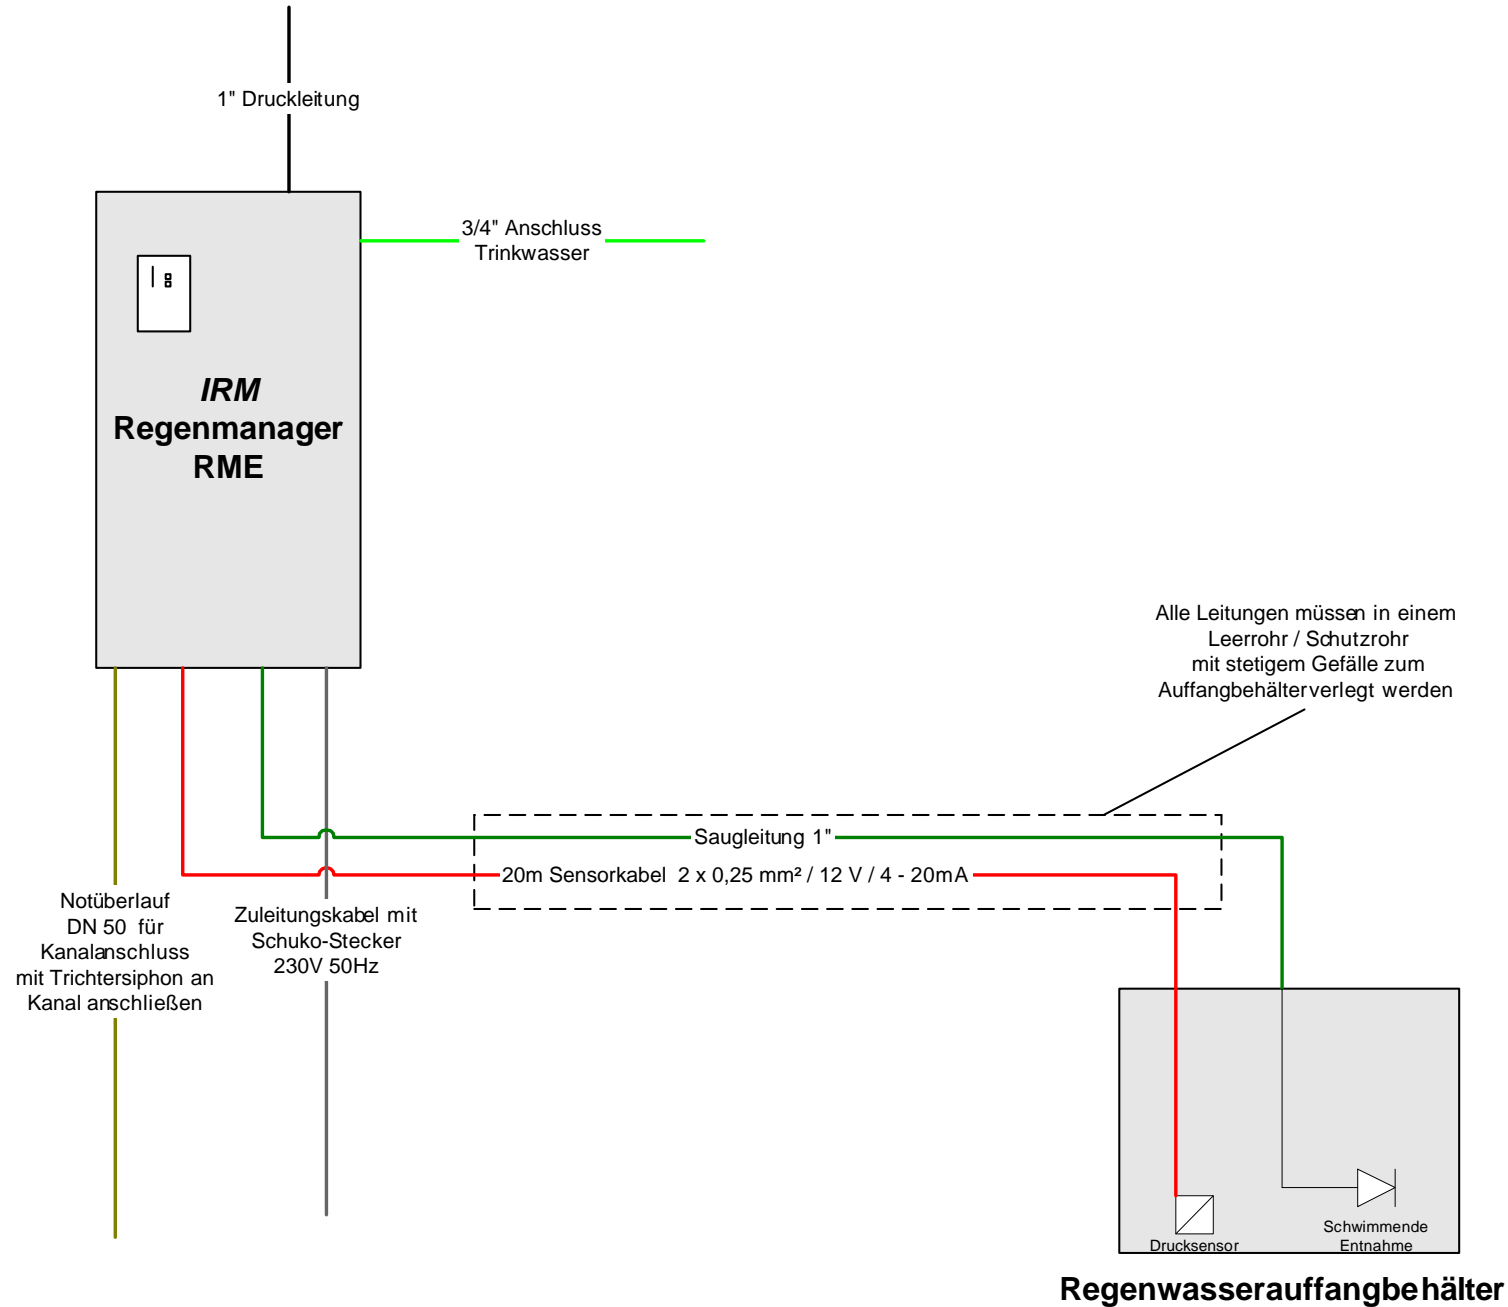 1" Druckleitung
3/4" Anschluss
Trinkwasser
IRM
Regenmanager
RME
Alle Leitungen müssen in einem
Leerrohr / Schutzrohr
mit stetigem Gefälle zum
Auffangbehälter verlegt werden
Saugleitung 1"
20m Sensorkabel 2 x 0,25 mm² / 12 V / 4 - 20mA
Notüberlauf
DN 50 für
Kanalanschluss
mit Trichtersiphon an
Kanal anschließen
Zuleitungskabel mit
Schuko-Stecker
230V 50Hz
Drucksensor
Schwimmende
Entnahme
Regenwasserauffangbehälter